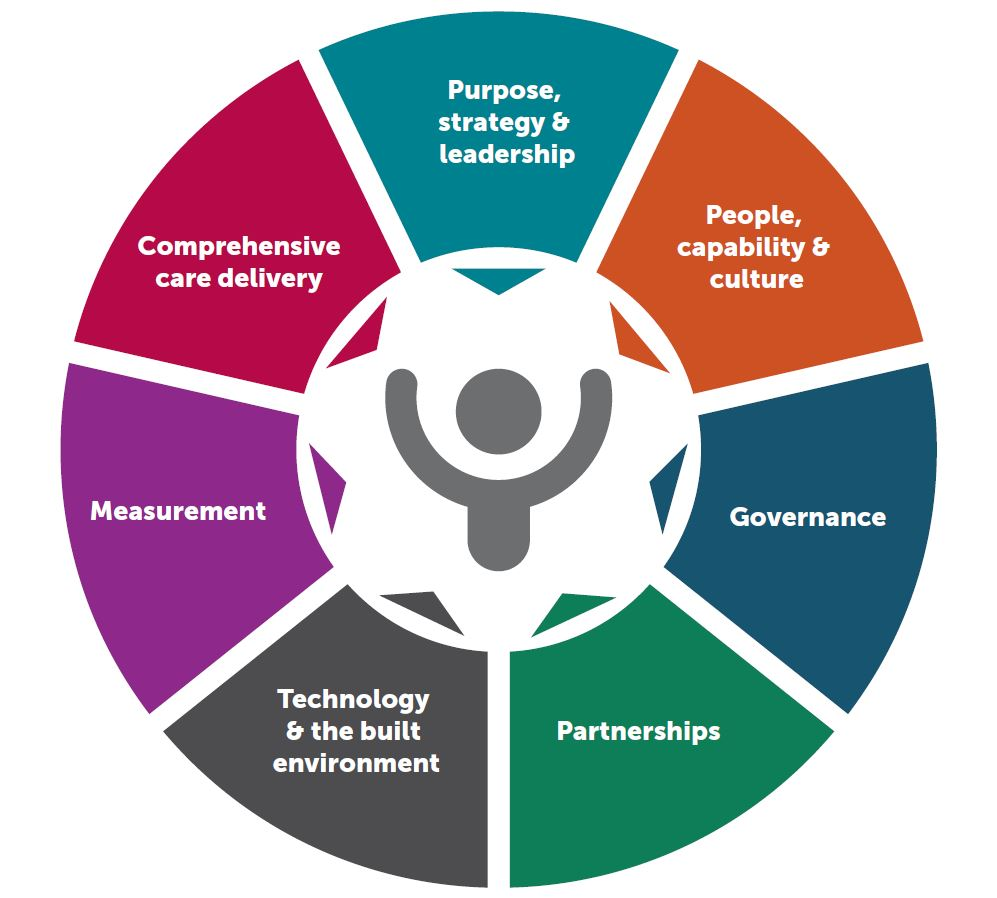 Purpose,
strategy &
leadership
People,
capability &
culture
Governance
Partnerships
Technology
& the built
environment
Measurement
Comprehensive
care delivery